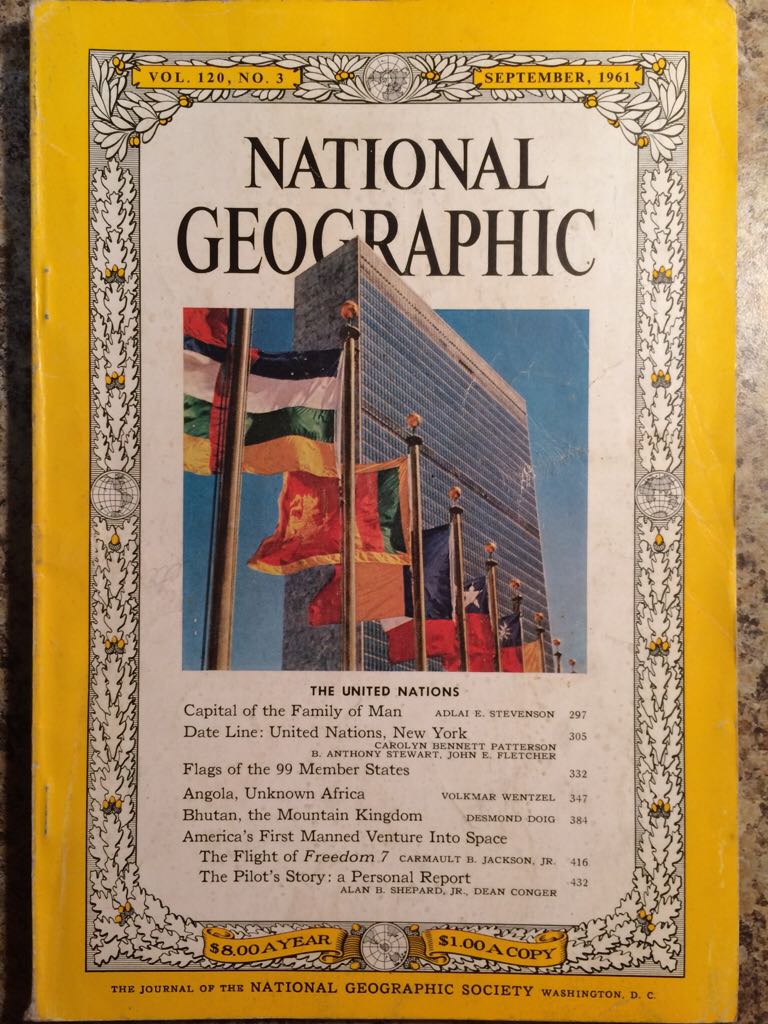 VOL. 120, NO. 3
SEPTEMBER, 1961
NATIONAL
GEOGRAPHIC
THE UNITED NATIONS
Capital of the Family of Man ADLAI E. STEVENSON 297
Date Line: United Nations, New York 305
CAROLYN BENNETT PATTERSON
B. ANTHONY STEWART, JOHN E. FLETCHER
Flags of the 99 Member States 332
Angola, Unknown Africa VOLKMAR WENTZEL 347
Bhutan, the Mountain Kingdom DESMOND DOIG 384
America's First Manned Venture Into Space
The Flight of Freedom 7 CARMAULT B. JACKSON, JR. 416
The Pilot's Story: a Personal Report 432
ALAN B. SHEPARD, JR., DEAN CONGER
$8.00 A YEAR
$1.00 A COPY
THE JOURNAL OF THE NATIONAL GEOGRAPHIC SOCIETY WASHINGTON, D. C.